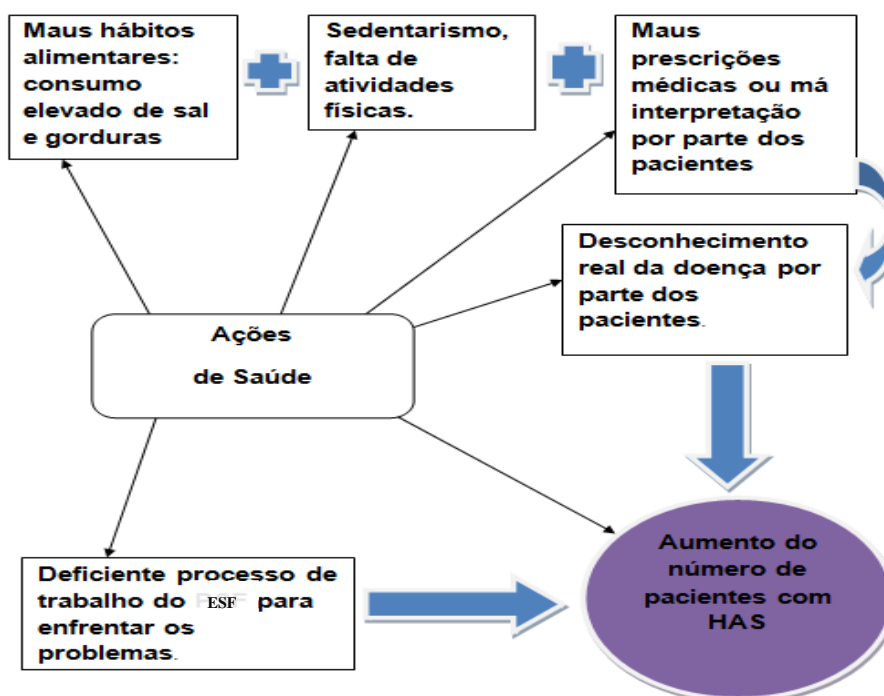 Maus hábitos
alimentares:
consumo
elevado de sal
e gorduras
Sedentarismo,
falta de
atividades
físicas.
Maus
prescrições
médicas ou má
interpretação
por parte dos
pacientes
Desconhecimento
real da doença por
parte dos
pacientes.
Ações
de Saúde
Deficiente processo de
trabalho do ESF para
enfrentar os
problemas.
Aumento do
número de
pacientes com
HAS